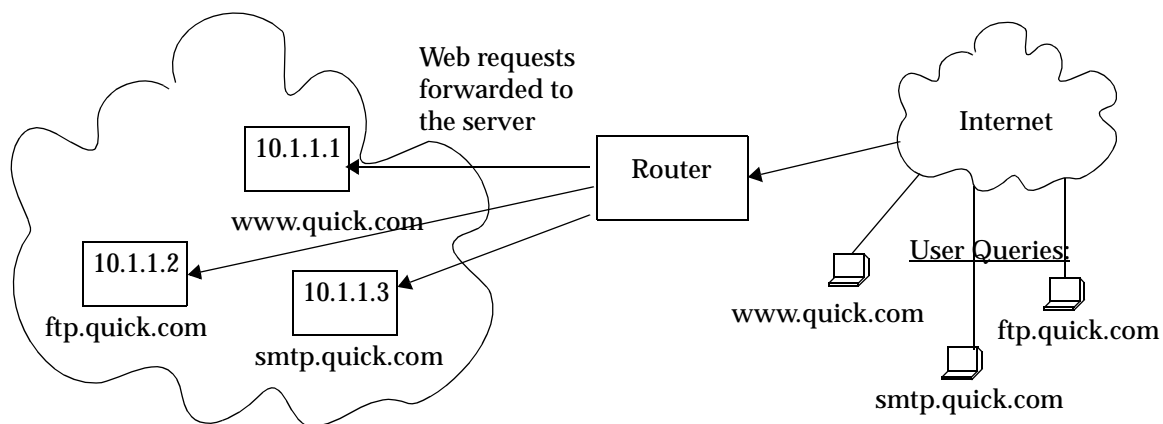 Web requests
forwarded to
the server
10.1.1.1
www.quick.com
10.1.1.2
ftp.quick.com
10.1.1.3
smtp.quick.com
Router
Internet
User Queries:
www.quick.com
ftp.quick.com
smtp.quick.com